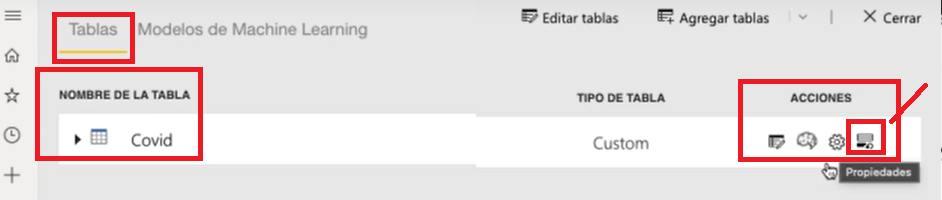 Tablas Modelos de Machine Learning
Editar tablas Agregar tablas Cerrar
NOMBRE DE LA TABLA TIPO DE TABLA ACCIONES
Covid Custom
Propiedades